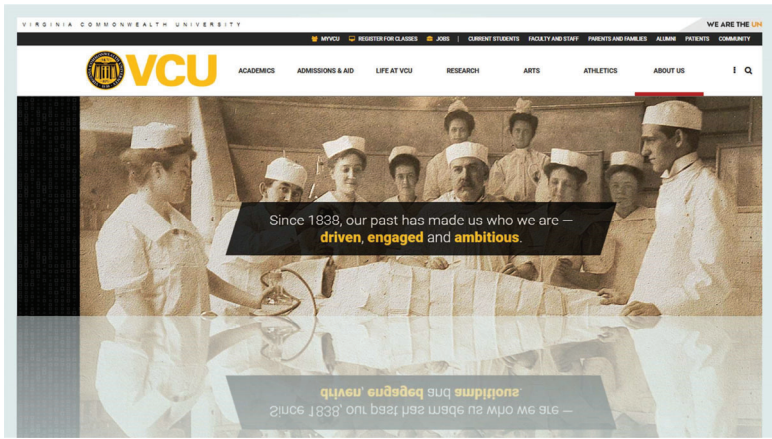 VIRGINIA COMMONWEALTH UNIVERSITY
WE ARE THE UN
MYVCU REGISTER FOR CLASSES JOBS | CURRENT STUDENTS FACULTY AND STAFF PARENTS AND FAMILIES ALUMNI PATIENTS COMMUNITY
VCU
ACADEMICS ADMISSIONS & AID LIFE AT VCU RESEARCH ARTS ATHLETICS ABOUT US
Since 1838, our past has made us who we are —
driven, engaged and ambitious.
driven, engaged and ambitious.
Since 1838, our past has made us who we are —